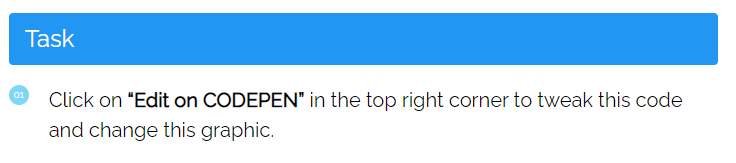 Task
01
Click on “Edit on CODEPEN” in the top right corner to tweak this code
and change this graphic.